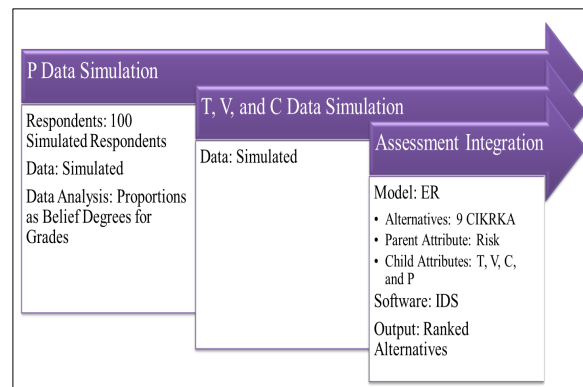 P Data Simulation
Respondents: 100
Simulated Respondents
Data: Simulated
Data Analysis: Proportions
as Belief Degrees for
Grades
T, V, and C Data Simulation
Data: Simulated
Assessment Integration
Model: ER
• Alternatives: 9 CIKRKA
• Parent Attribute: Risk
• Child Attributes: T, V, C,
and P
Software: IDS
Output: Ranked
Alternatives